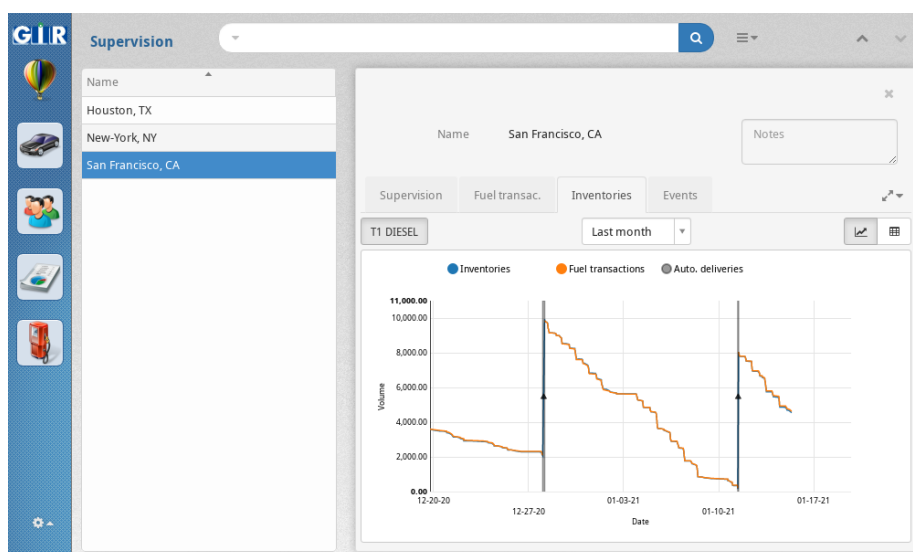 GIR
Supervision
Name
Houston, TX
New-York, NY
San Francisco, CA
Name San Francisco, CA Notes
Supervision Fuel transac. Inventories Events
T1 DIESEL Last month
Inventories Fuel transactions Auto. deliveries
11,000.00
10,000.00
8,000.00
6,000.00
4,000.00
2,000.00
0.00
Volume
12-20-20 12-27-20 01-03-21 01-10-21 01-17-21
Date